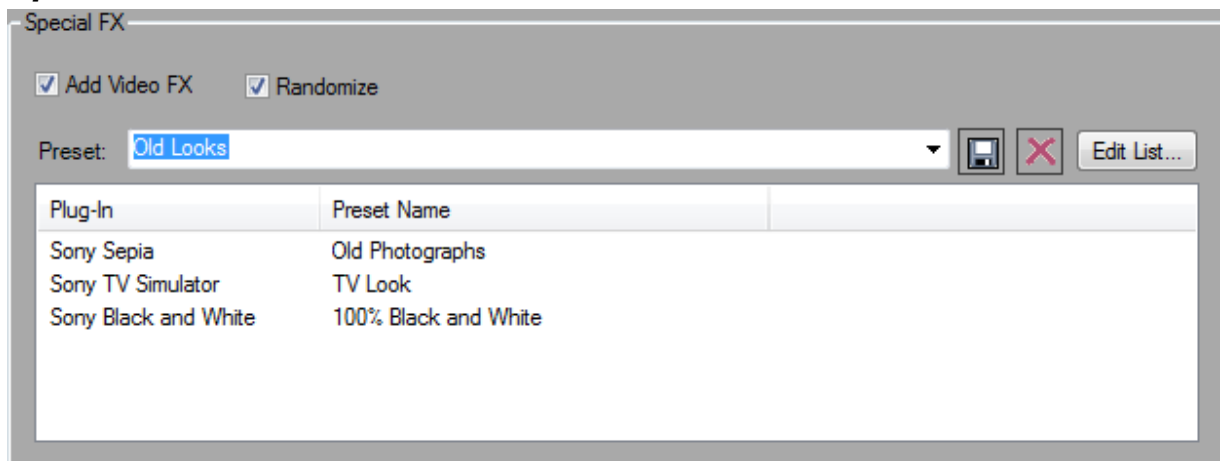 Special FX
Add Video FX Randomize
Preset: Old Looks Edit List...
Plug-In Preset Name
Sony Sepia Old Photographs
Sony TV Simulator TV Look
Sony Black and White 100% Black and White